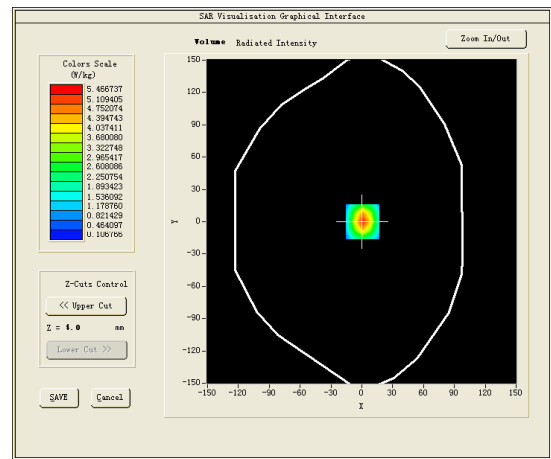 SAR Visualisation Graphical Interface
Volume Radiated Intensity
Zoom In/Out
Colors Scale
(W/kg)
5.466737
5.109405
4.752074
4.394743
4.037411
3.680080
3.322748
2.965417
2.608086
2.250754
1.893423
1.536092
1.178760
0.821429
0.464097
0.106766
Z-Cuts Control
<< Upper Cut
Z = 4.0 mm
Lower Cut >>
SAVE Cancel
150
120
90
60
30
0
-30
-60
-90
-120
-150
Y
-150 -120 -90 -60 -30 0 30 60 90 120 150
X